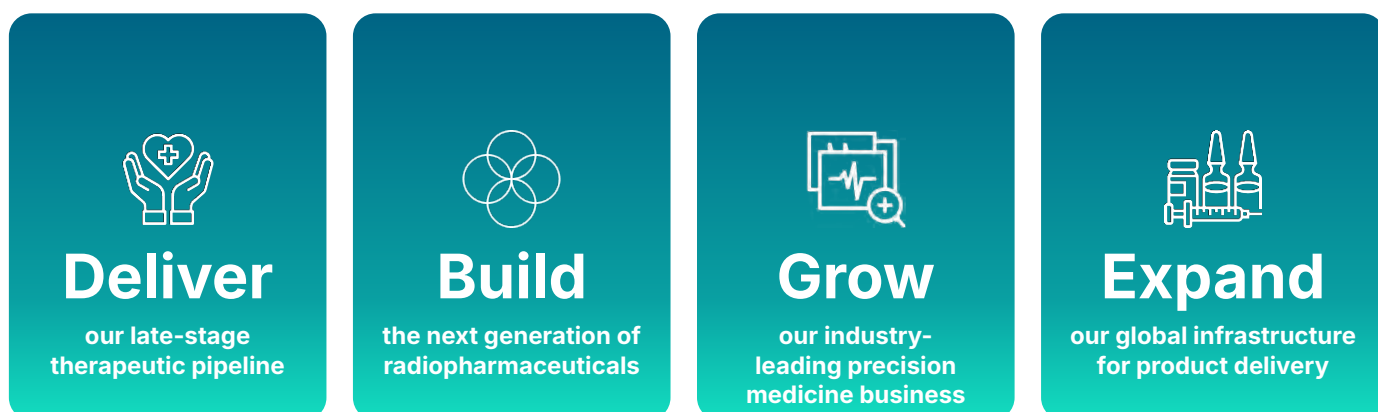 Deliver
our late-stage
therapeutic pipeline
Build
the next generation of
radiopharmaceuticals
Grow
our industry-
leading precision
medicine business
Expand
our global infrastructure
for product delivery